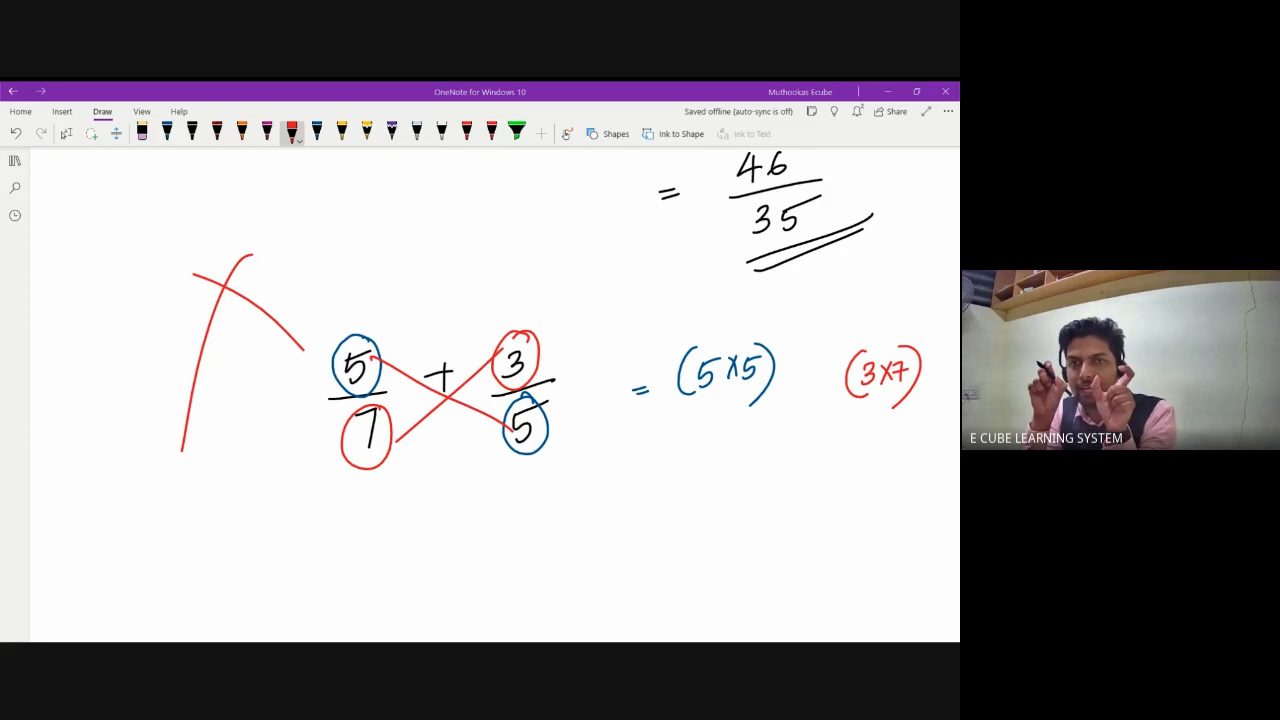 OneNote for Windows 10
Muthookas Ecube
Home Insert Draw View Help
Saved offline (auto-sync is off)
Share
Shapes
Ink to Shape
Ink to Text
= 46
35
5 + 3 = (5×5) (3×7)
7 5
E CUBE LEARNING SYSTEM